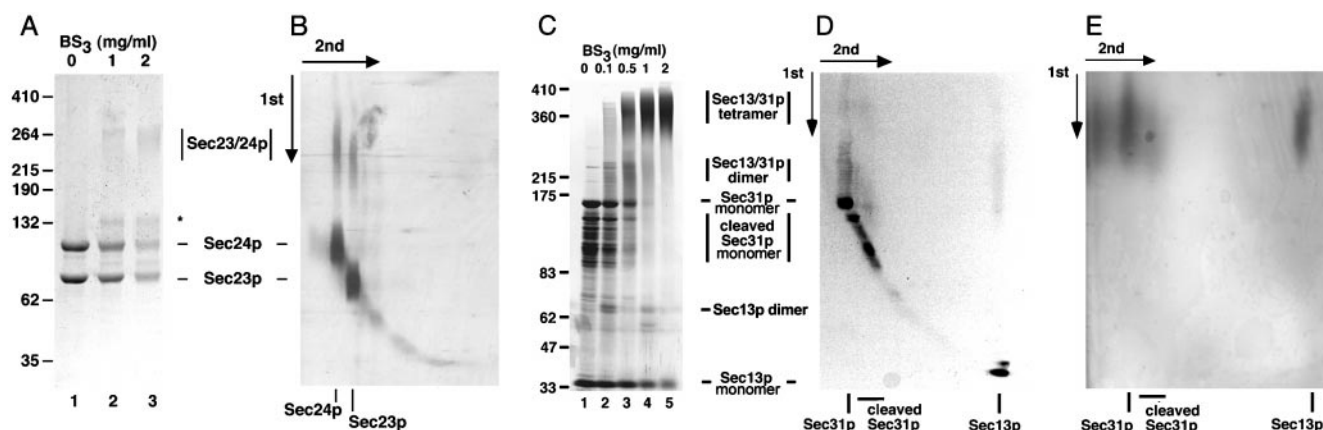 A
BS3 (mg/ml)
0 1 2
410
264
215
190
132
62
35
1 2 3
Sec23/24p
*
Sec24p
Sec23p
B
2nd
1st
Sec24p
Sec23p
C
BS3 (mg/ml)
0 0.1 0.5 1 2
410
360
215
175
83
62
47
33
1 2 3 4 5
Sec13/31p
tetramer
Sec13/31p
dimer
Sec31p
monomer
cleaved
Sec31p
monomer
Sec13p dimer
Sec13p
monomer
D
2nd
1st
Sec31p
cleaved
Sec31p
Sec13p
E
2nd
1st
Sec31p
cleaved
Sec31p
Sec13p